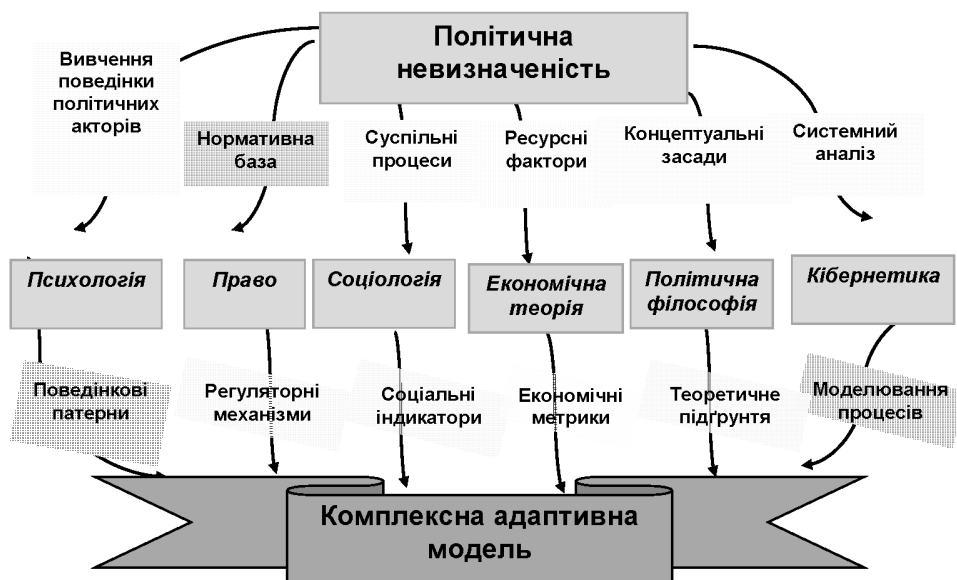 Політична
невизначеність
Вивчення
поведінки
політичних
акторів
Нормативна
база
Суспільні
процеси
Ресурсні
фактори
Концептуальні
засади
Системний
аналіз
Психологія
Право
Соціологія
Економічна
теорія
Політична
філософія
Кібернетика
Поведінкові
патерни
Регуляторні
механізми
Соціальні
індикатори
Економічні
метрики
Теоретичне
підґрунтя
Моделювання
процесів
Комплексна адаптивна
модель